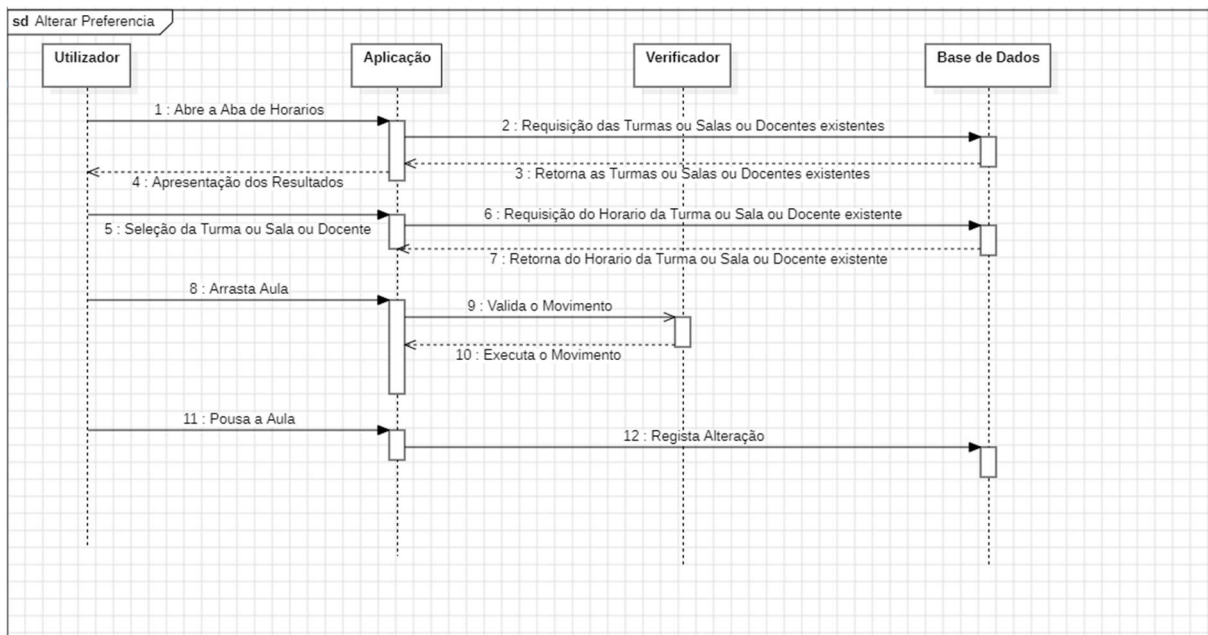 sd Alterar Preferencia
Utilizador
Aplicação
Verificador
Base de Dados
1 : Abre a Aba de Horarios
2 : Requisição das Turmas ou Salas ou Docentes existentes
3 : Retorna as Turmas ou Salas ou Docentes existentes
4 : Apresentação dos Resultados
5 : Seleção da Turma ou Sala ou Docente
6 : Requisição do Horario da Turma ou Sala ou Docente existente
7 : Retorna do Horario da Turma ou Sala ou Docente existente
8 : Arrasta Aula
9 : Valida o Movimento
10 : Executa o Movimento
11 : Pousa a Aula
12 : Regista Alteração